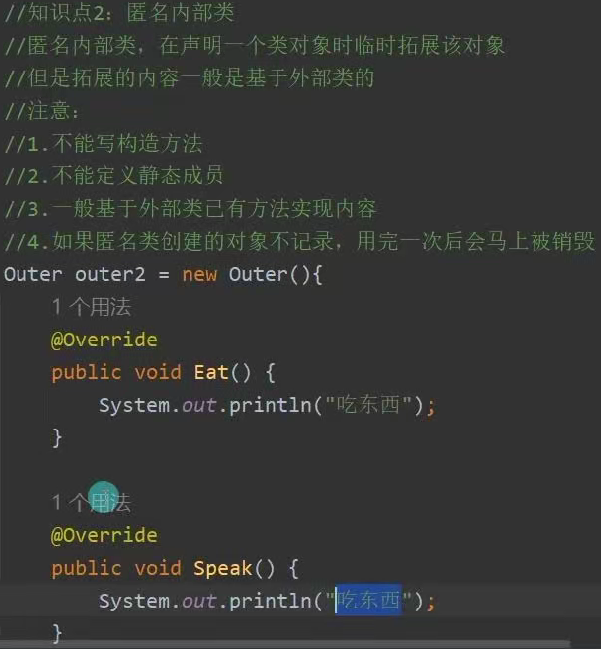 //知识点2：匿名内部类
//匿名内部类，在声明一个类对象时临时拓展该对象
//但是拓展的内容一般是基于外部类的
//注意：
//1.不能写构造方法
//2.不能定义静态成员
//3.一般基于外部类已有方法实现内容
//4.如果匿名类创建的对象不记录，用完一次后会马上被销毁
Outer outer2 = new Outer(){
1 个用法
@Override
public void Eat() {
System.out.println("吃东西");
}
1 个用法
@Override
public void Speak() {
System.out.println("吃东西");
}